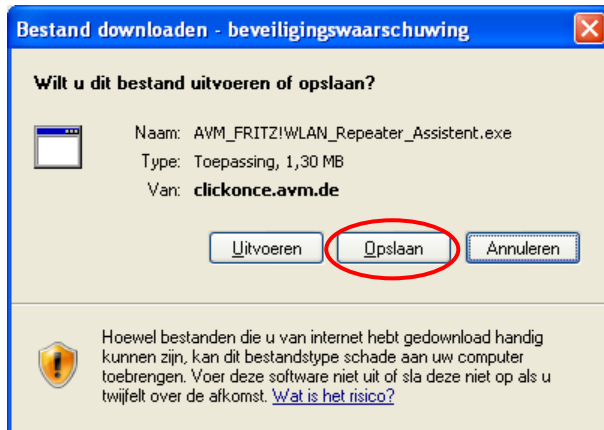 Bestand downloaden - beveiligingswaarschuwing
Wilt u dit bestand uitvoeren of opslaan?
Naam: AVM_FRITZ!WLAN_Repeater_Assistent.exe
Type: Toepassing, 1,30 MB
Van: clickonce.avm.de
Uitvoeren Opslaan Annuleren
Hoewel bestanden die u van internet hebt gedownload handig
kunnen zijn, kan dit bestandstype schade aan uw computer
toebrengen. Voer deze software niet uit of sla deze niet op als u
twijfelt over de afkomst. Wat is het risico?